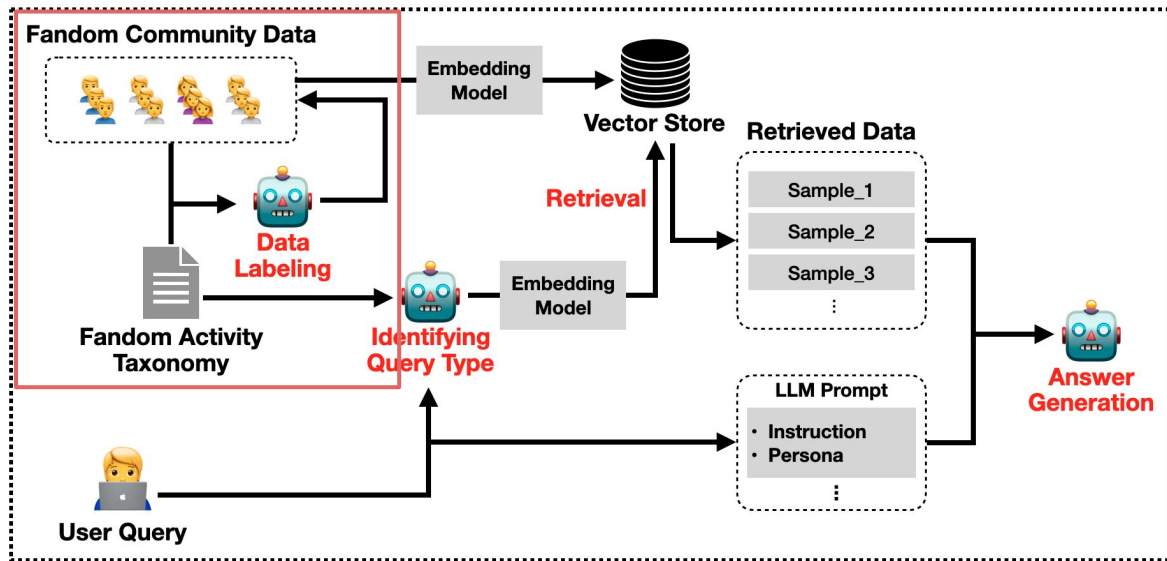 Fandom Community Data
Embedding
Model
Vector Store
Retrieved Data
Sample_1
Sample_2
Sample_3
⋮
Retrieval
Data
Labeling
Fandom Activity
Taxonomy
Identifying
Query Type
Embedding
Model
LLM Prompt
• Instruction
• Persona
⋮
Answer
Generation
User Query